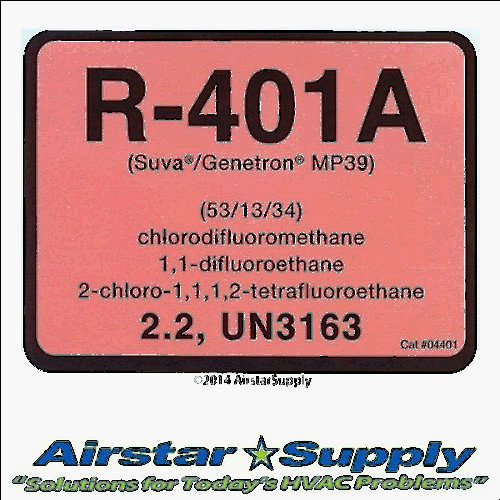 R-401A
(Suva®/Genetron® MP39)
(53/13/34)
chlorodifluoromethane
1,1-difluoroethane
2-chloro-1,1,1,2-tetrafluoroethane
2.2, UN3163
Cat #04401
©2014 AirstarSupply
Airstar Supply
"Solutions for Today's HVAC Problems"